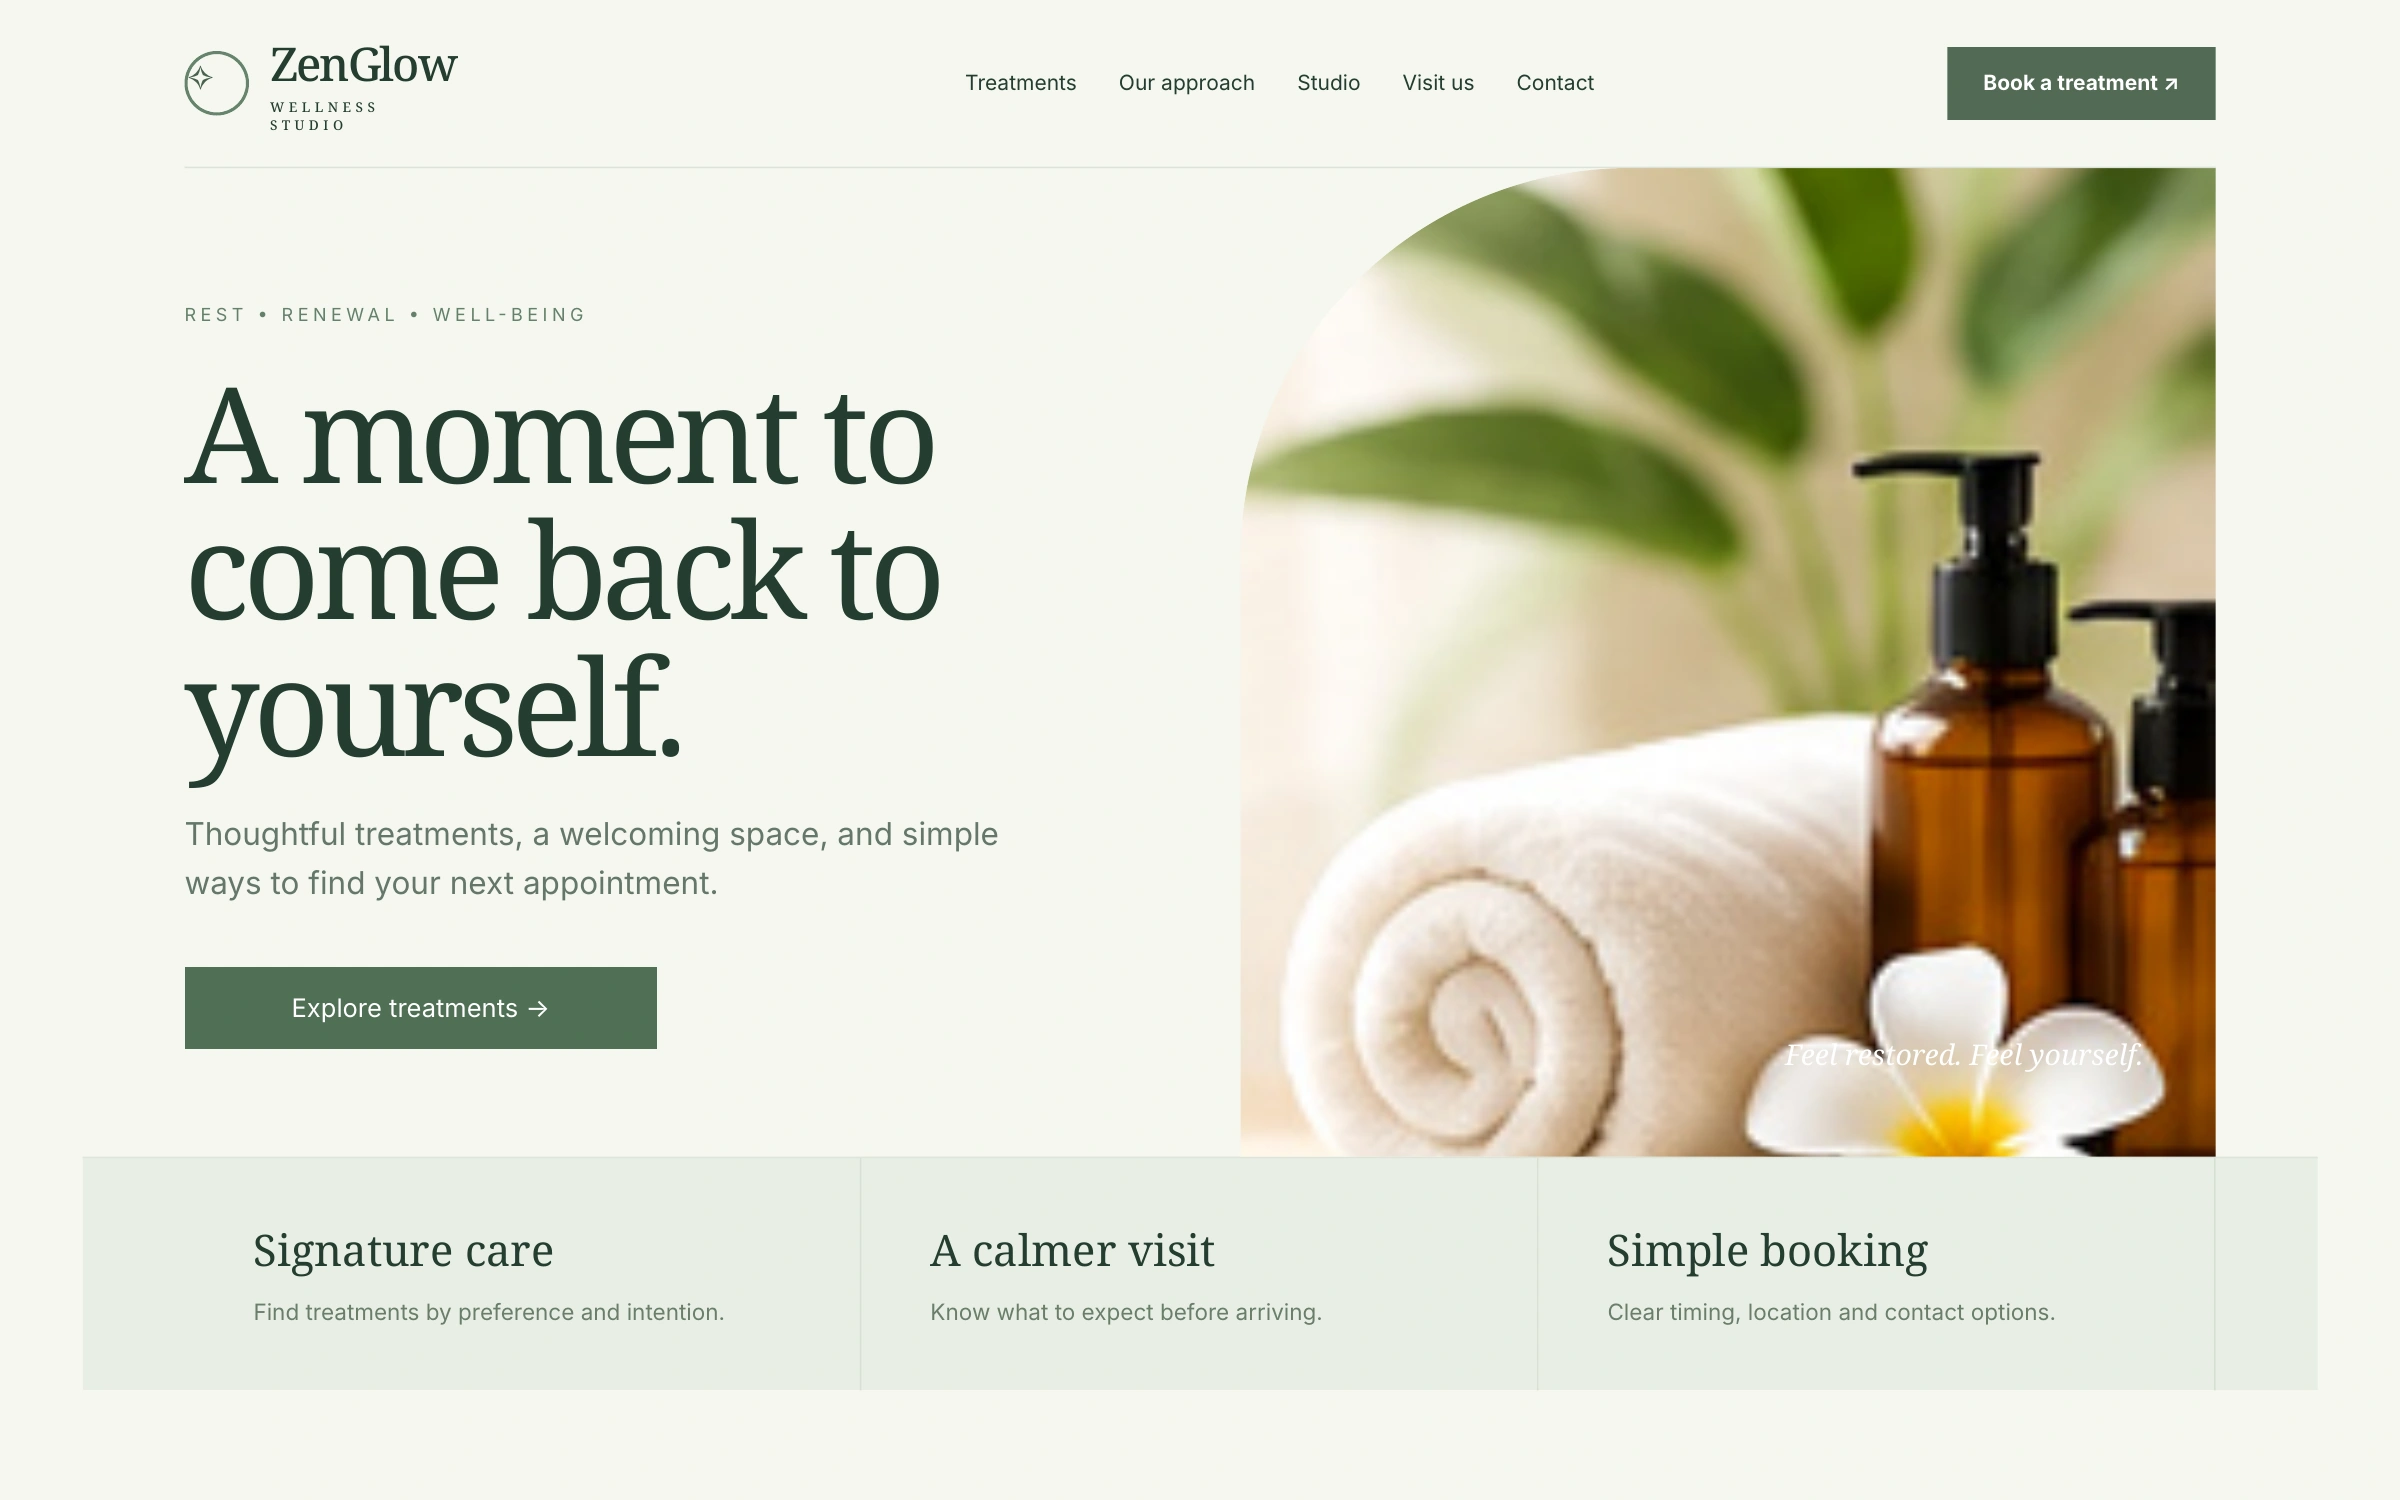 ZenGlow
WELLNESS
STUDIO
Treatments
Our approach
Studio
Visit us
Contact
Book a treatment ↗
REST • RENEWAL • WELL-BEING
A moment to
come back to
yourself.
Thoughtful treatments, a welcoming space, and simple
ways to find your next appointment.
Explore treatments →
Feel restored. Feel yourself.
Signature care
Find treatments by preference and intention.
A calmer visit
Know what to expect before arriving.
Simple booking
Clear timing, location and contact options.